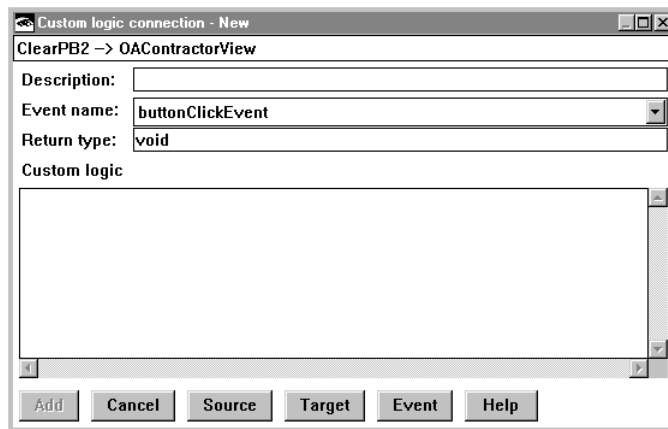 Custom logic connection - New
ClearPB2 –> OAContractorView
Description:
Event name: buttonClickEvent
Return type: void
Custom logic
Add Cancel Source Target Event Help